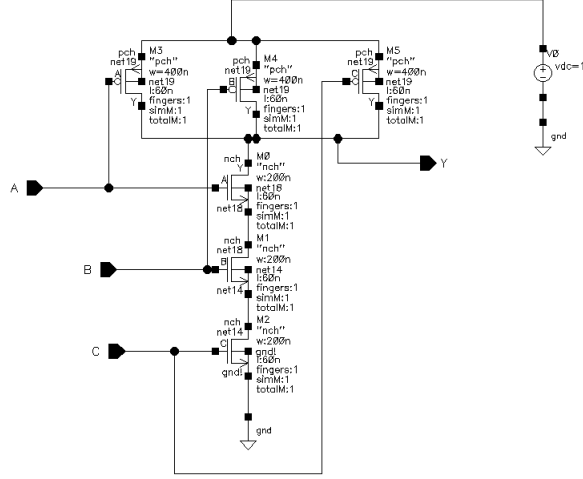 pch
net19
M3
"pch"
w=400n
A
net19
l:60n
fingers:1
Y
simM:1
totalM:1
pch
net19
M4
"pch"
w=400n
B
net19
l:60n
fingers:1
Y
simM:1
totalM:1
pch
net19
M5
"pch"
w=400n
C
net19
l:60n
fingers:1
Y
simM:1
totalM:1
V0
vdc=1
gnd
Y
A
nch
Y
M0
"nch"
w:200n
A
net18
l:60n
net18
fingers:1
simM:1
totalM:1
B
nch
net18
M1
"nch"
w:200n
B
net14
l:60n
net14
fingers:1
simM:1
totalM:1
C
nch
net14
M2
"nch"
w:200n
C
gnd!
l:60n
gnd!
fingers:1
simM:1
totalM:1
gnd